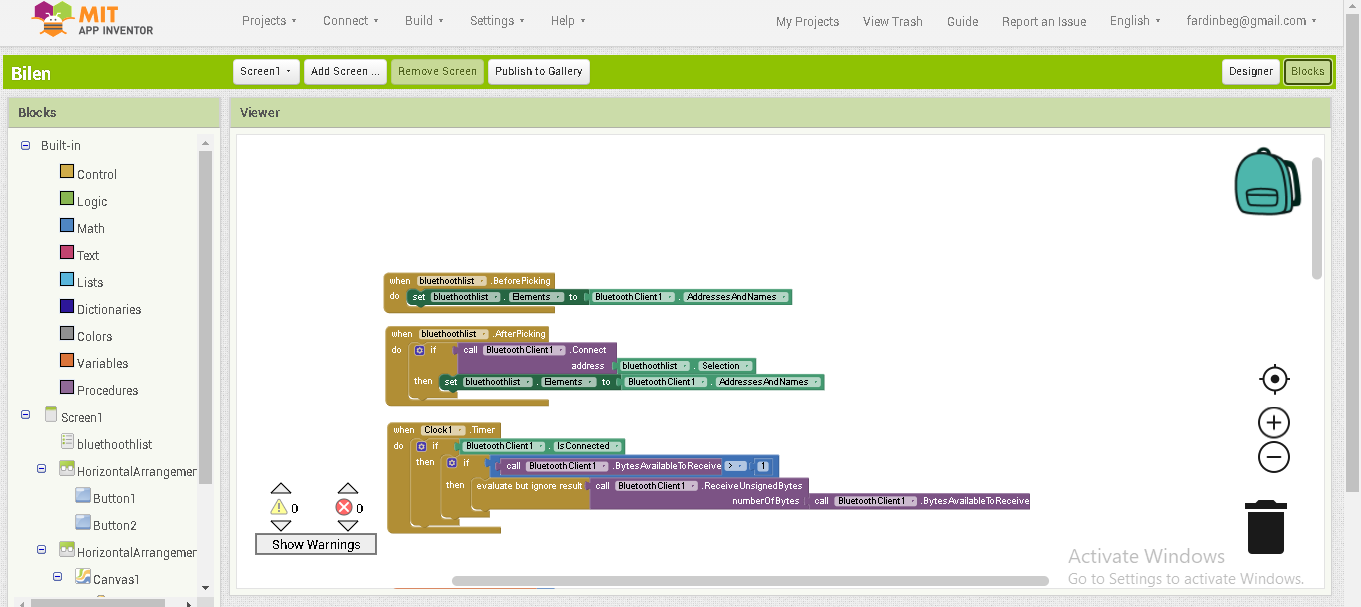 MIT
APP INVENTOR
Projects Connect Build Settings Help My Projects View Trash Guide Report an Issue English fardinbeg@gmail.com
Bilen Screen1 Add Screen ... Remove Screen Publish to Gallery Designer Blocks
Blocks
Built-in
Control
Logic
Math
Text
Lists
Dictionaries
Colors
Variables
Procedures
Screen1
bluethoothlist
HorizontalArrangemer
Button1
Button2
HorizontalArrangemer
Canvas1
Viewer
when bluethoothlist .BeforePicking
do set bluethoothlist . Elements to BluetoothClient1 . AddressesAndNames
when bluethoothlist .AfterPicking
do if call BluetoothClient1 .Connect
address bluethoothlist . Selection
then set bluethoothlist . Elements to BluetoothClient1 . AddressesAndNames
when Clock1 .Timer
do if BluetoothClient1 . IsConnected
then if call BluetoothClient1 .BytesAvailableToReceive > 1
then evaluate but ignore result call BluetoothClient1 .ReceiveUnsignedBytes
numberOfBytes call BluetoothClient1 .BytesAvailableToReceive
0 0
Show Warnings
Activate Windows
Go to Settings to activate Windows.